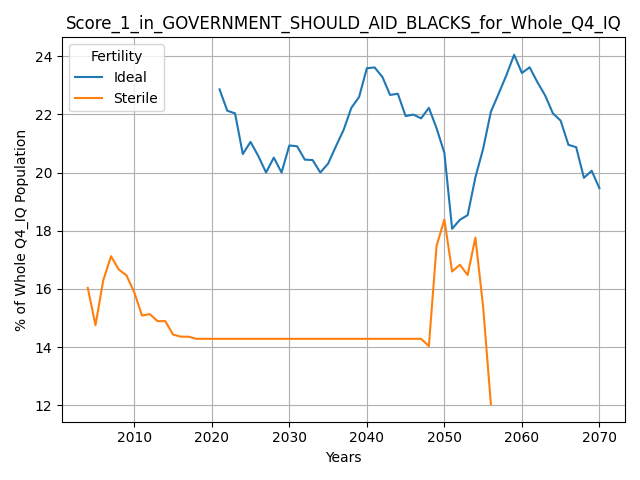 Score_1_in_GOVERNMENT_SHOULD_AID_BLACKS_for_Whole_Q4_IQ
Fertility
Ideal
Sterile
% of Whole Q4_IQ Population
24
22
20
18
16
14
12
2010 2020 2030 2040 2050 2060 2070
Years